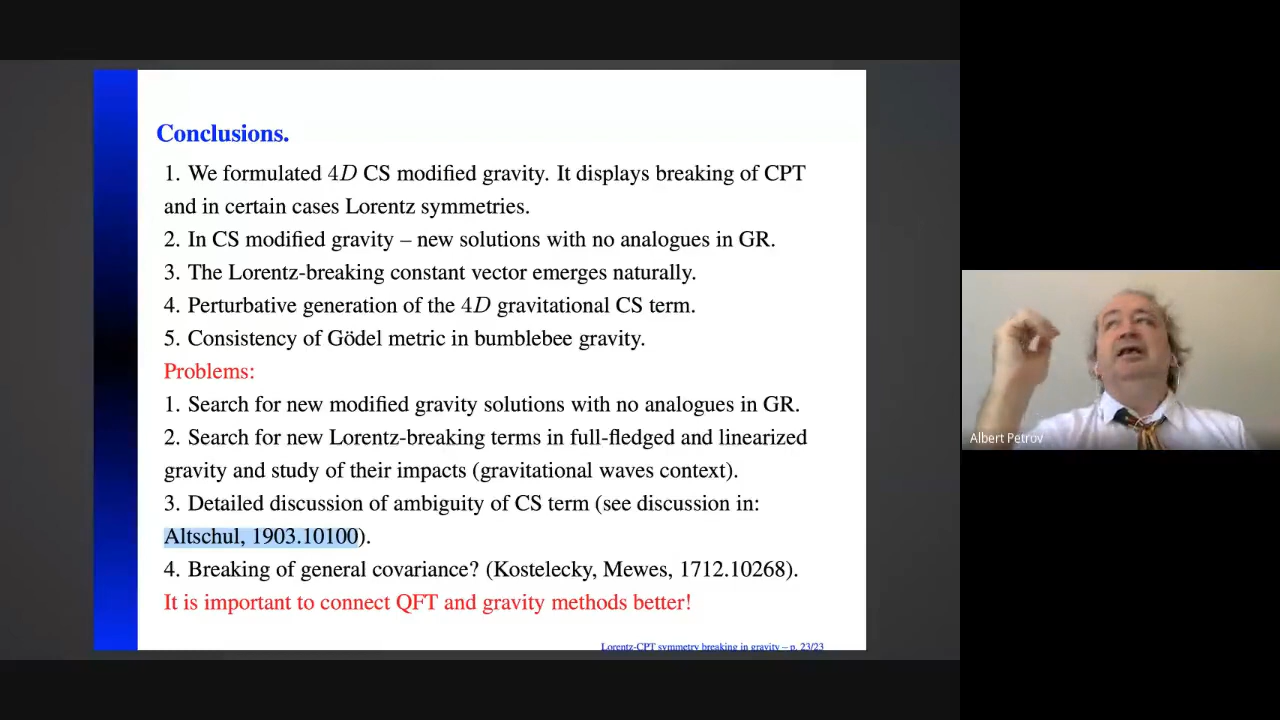 Conclusions.
1. We formulated 4D CS modified gravity. It displays breaking of CPT
and in certain cases Lorentz symmetries.
2. In CS modified gravity – new solutions with no analogues in GR.
3. The Lorentz-breaking constant vector emerges naturally.
4. Perturbative generation of the 4D gravitational CS term.
5. Consistency of Gödel metric in bumblebee gravity.
Problems:
1. Search for new modified gravity solutions with no analogues in GR.
2. Search for new Lorentz-breaking terms in full-fledged and linearized
gravity and study of their impacts (gravitational waves context).
3. Detailed discussion of ambiguity of CS term (see discussion in:
Altschul, 1903.10100).
4. Breaking of general covariance? (Kostelecky, Mewes, 1712.10268).
It is important to connect QFT and gravity methods better!
Lorentz-CPT symmetry breaking in gravity – p. 23/23
Albert Petrov